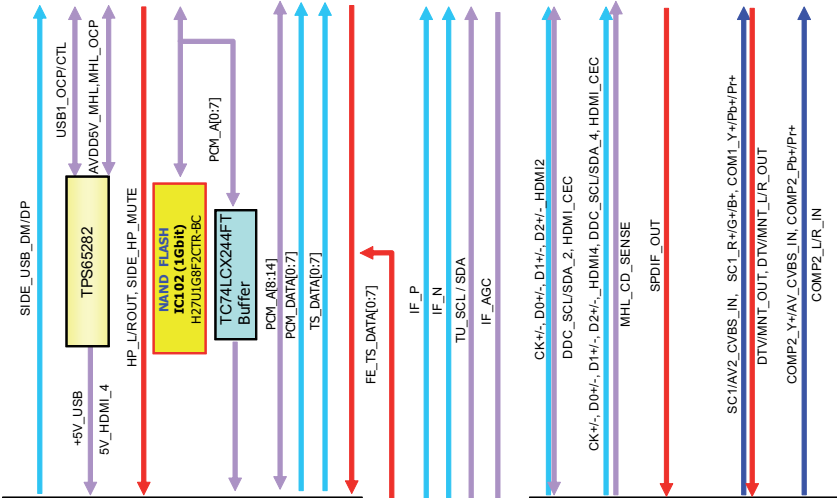 SIDE_USB_DM/DP
+5V_USB
5V_HDMI_4
TPS65282
USB1_OCP/CTL
AVDD5V_MHL,MHL_OCP
HP_L/ROUT, SIDE_HP_MUTE
NAND FLASH
IC102 (1Gbit)
H27U1G8F2CTR-BC
PCM_A[0:7]
TC74LCX244FT
Buffer
PCM_A[8:14]
PCM_DATA[0:7]
TS_DATA[0:7]
FE_TS_DATA[0:7]
IF_P
IF_N
TU_SCL / SDA
IF_AGC
CK+/-, D0+/-, D1+/-, D2+/-_HDMI2
DDC_SCL/SDA_2, HDMI_CEC
CK+/-, D0+/-, D1+/-, D2+/-_HDMI4, DDC_SCL/SDA_4, HDMI_CEC
MHL_CD_SENSE
SPDIF_OUT
SC1/AV2_CVBS_IN, SC1_R+/G+/B+, COM1_Y+/Pb+/Pr+
DTV/MNT_OUT, DTV/MNT_L/R_OUT
COMP2_Y+/AV_CVBS_IN, COMP2_Pb+/Pr+
COMP2_L/R_IN